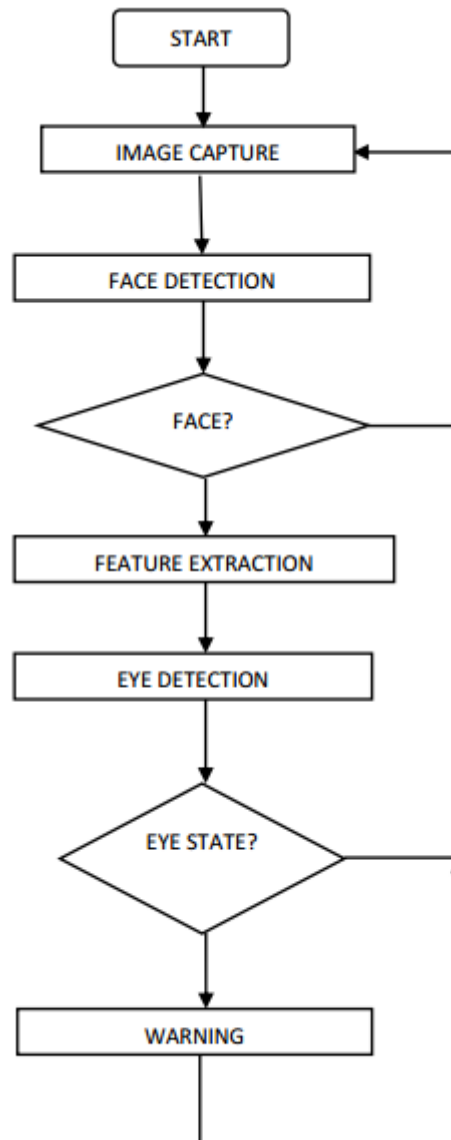 START
IMAGE CAPTURE
FACE DETECTION
FACE?
FEATURE EXTRACTION
EYE DETECTION
EYE STATE?
WARNING